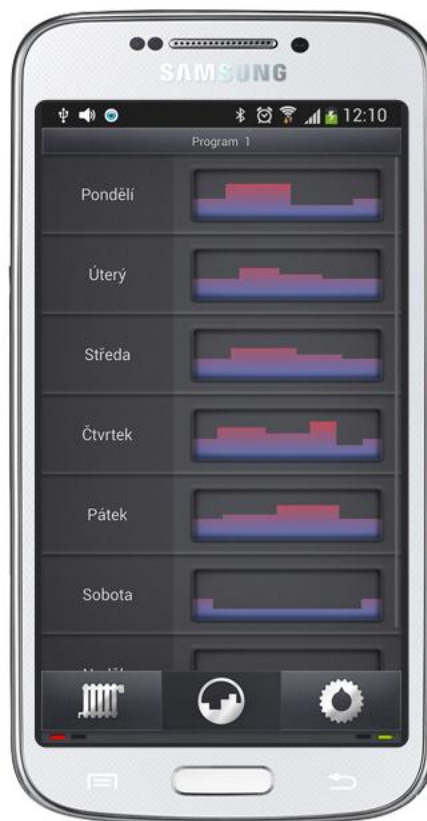 SAMSUNG
12:10
Program 1
Pondělí
Úterý
Středa
Čtvrtek
Pátek
Sobota